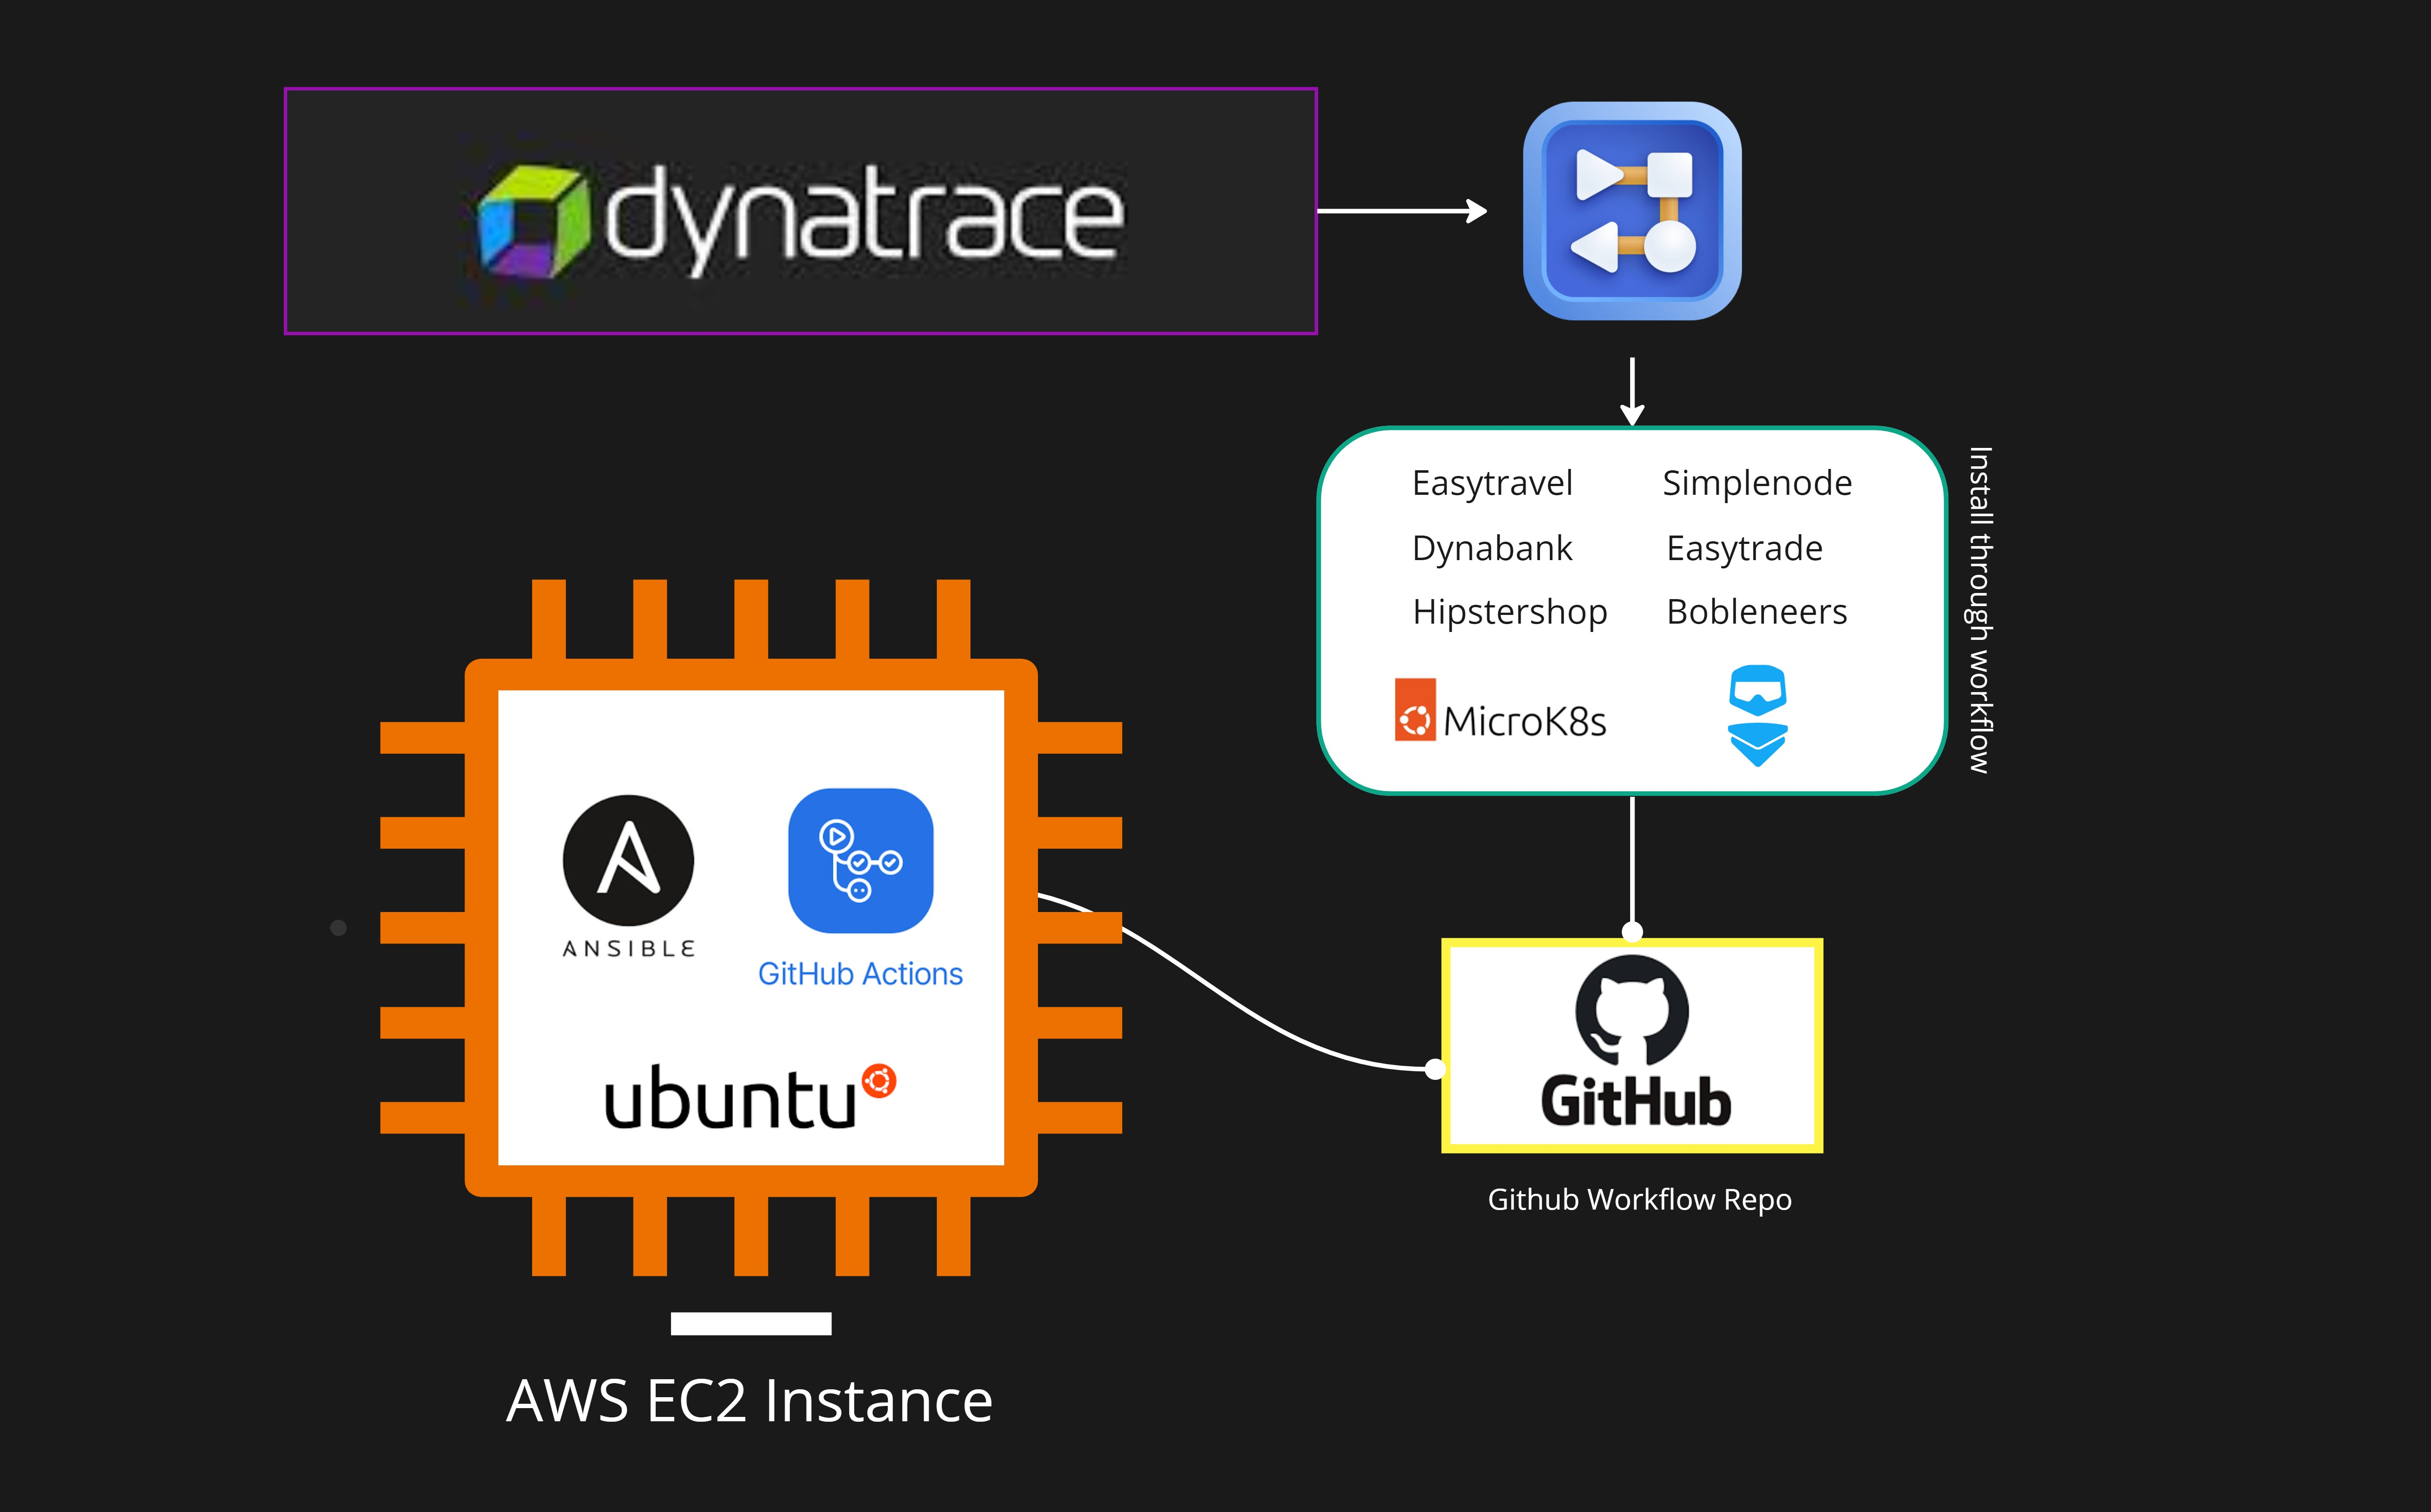 dynatrace
Easytravel
Simplenode
Dynabank
Easytrade
Hipstershop
Bobleneers
MicroK8s
Install through workflow
ANSIBLE
GitHub Actions
ubuntu
GitHub
Github Workflow Repo
AWS EC2 Instance